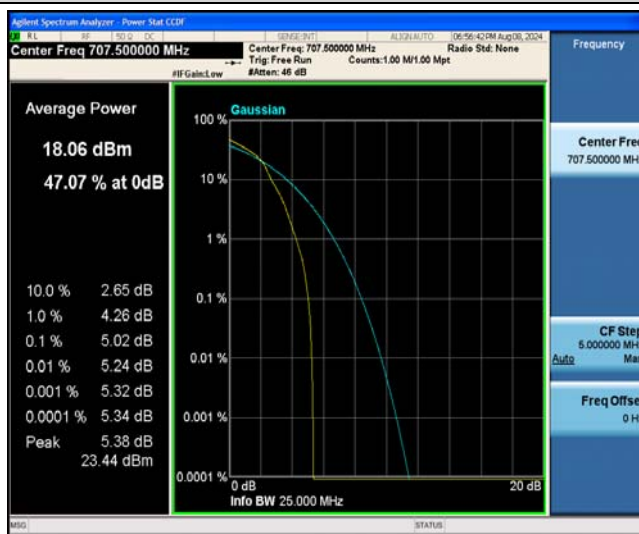 Agilent Spectrum Analyzer - Power Stat CCDF
RL RF 50 Ω DC SENSE:INT ALIGN AUTO 06:56:42 PM Aug 08, 2024
Center Freq 707.500000 MHz
Center Freq: 707.500000 MHz Radio Std: None
Trig: Free Run Counts:1.00 M/1.00 Mpt
#IFGain:Low #Atten: 46 dB
Frequency
Average Power
18.06 dBm
47.07 % at 0dB
10.0 % 2.65 dB
1.0 % 4.26 dB
0.1 % 5.02 dB
0.01 % 5.24 dB
0.001 % 5.32 dB
0.0001 % 5.34 dB
Peak 5.38 dB
23.44 dBm
Gaussian
100 %
10 %
1 %
0.1 %
0.01 %
0.001 %
0.0001 %
0 dB 20 dB
Info BW 25.000 MHz
Center Fre
707.500000 MH
CF Step
5.000000 MH
Auto Ma
Freq Offse
0 H
MSG STATUS